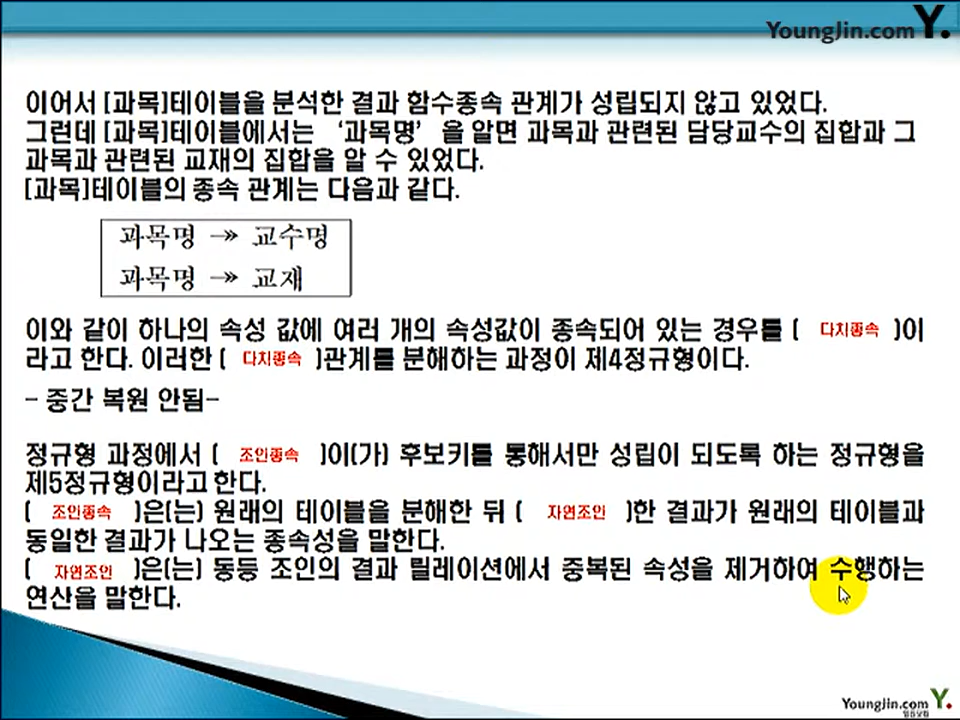 YoungJin.com Y.
이어서 [과목]테이블을 분석한 결과 함수종속 관계가 성립되지 않고 있었다.
그런데 [과목]테이블에서는 ‘과목명’ 을 알면 과목과 관련된 담당교수의 집합과 그
과목과 관련된 교재의 집합을 알 수 있었다.
[과목]테이블의 종속 관계는 다음과 같다.
과목명 ↠ 교수명
과목명 ↠ 교재
이와 같이 하나의 속성 값에 여러 개의 속성값이 종속되어 있는 경우를 ( 다치종속 )이
라고 한다. 이러한 ( 다치종속 )관계를 분해하는 과정이 제4정규형이다.
- 중간 복원 안됨-
정규형 과정에서 ( 조인종속 )이(가) 후보키를 통해서만 성립이 되도록 하는 정규형을
제5정규형이라고 한다.
( 조인종속 )은(는) 원래의 테이블을 분해한 뒤 ( 자연조인 )한 결과가 원래의 테이블과
동일한 결과가 나오는 종속성을 말한다.
( 자연조인 )은(는) 동등 조인의 결과 릴레이션에서 중복된 속성을 제거하여 수행하는
연산을 말한다.
YoungJin.com Y.